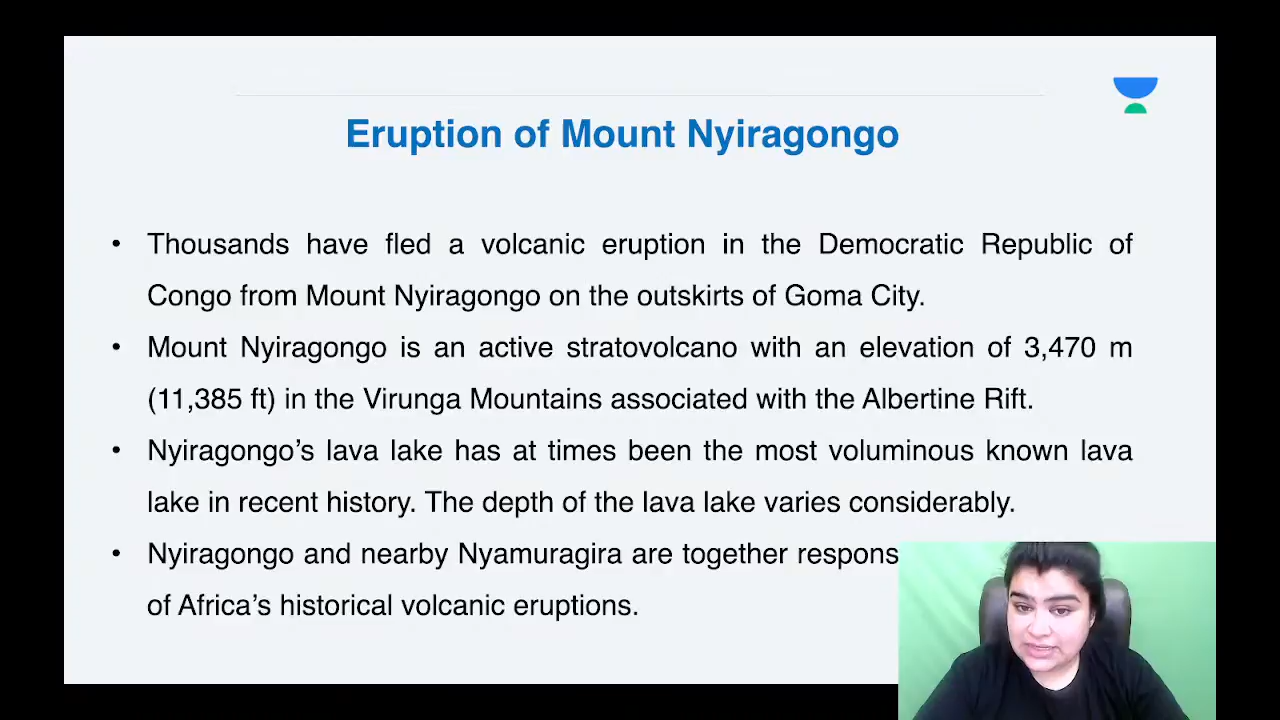 Eruption of Mount Nyiragongo
• Thousands have fled a volcanic eruption in the Democratic Republic of
Congo from Mount Nyiragongo on the outskirts of Goma City.
• Mount Nyiragongo is an active stratovolcano with an elevation of 3,470 m
(11,385 ft) in the Virunga Mountains associated with the Albertine Rift.
• Nyiragongo’s lava lake has at times been the most voluminous known lava
lake in recent history. The depth of the lava lake varies considerably.
• Nyiragongo and nearby Nyamuragira are together
of Africa’s historical volcanic eruptions.